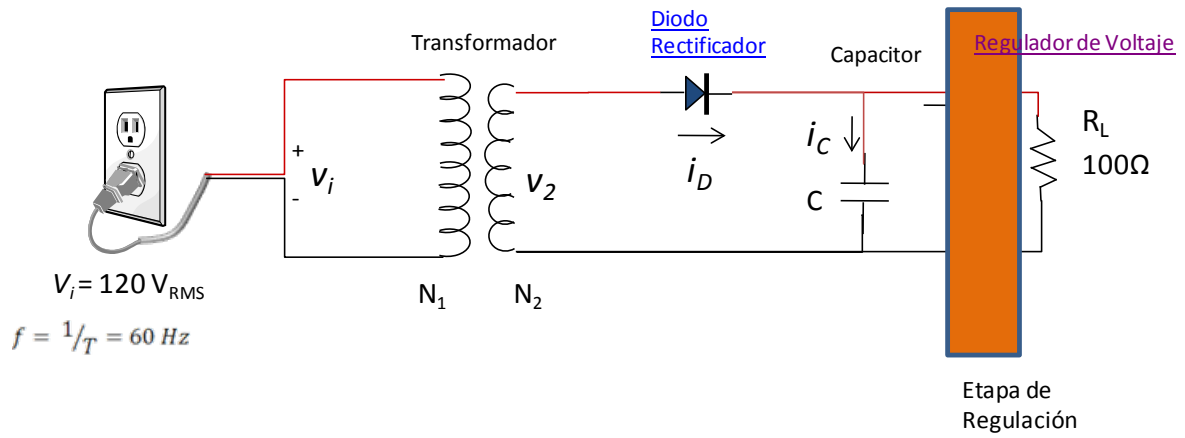 Diodo
Rectificador
Transformador
Capacitor
Regulador de Voltaje
+
v_i
-
v_2
i_D
i_C
C
R_L
100Ω
V_i = 120 V_RMS
N_1
N_2
f = 1/T = 60 Hz
Etapa de
Regulación